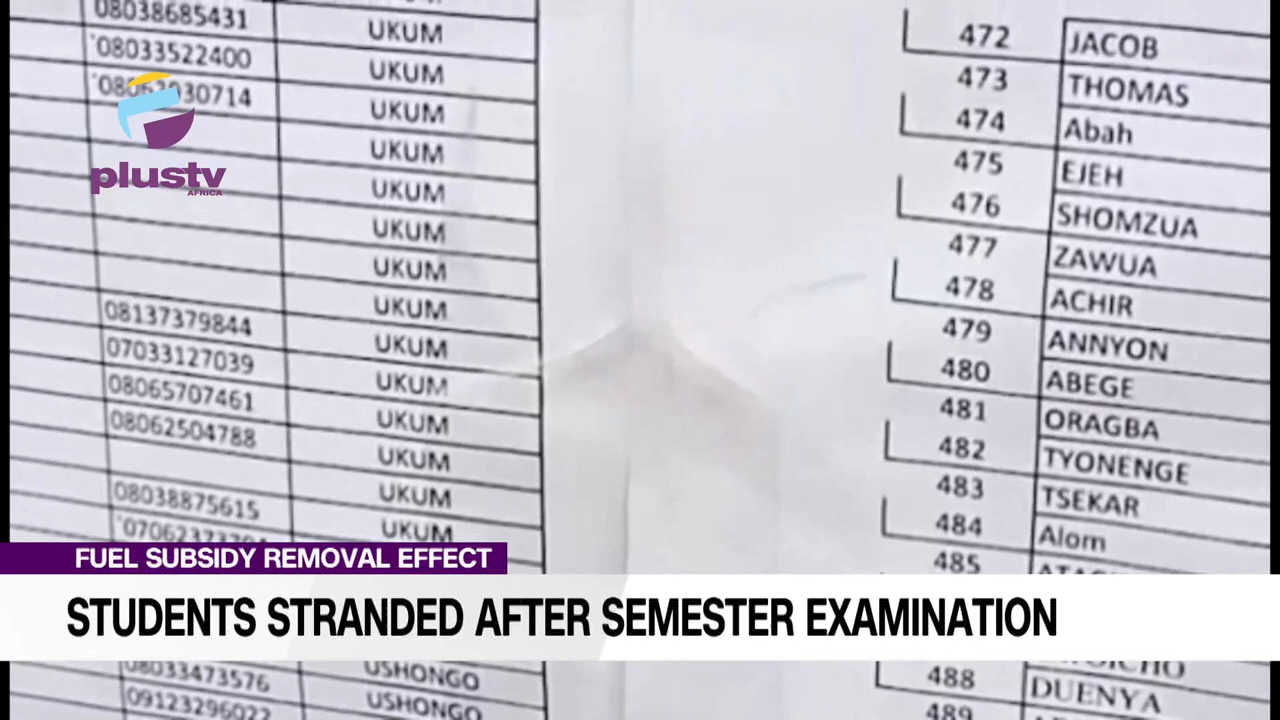 08038685431 UKUM
`08033522400 UKUM
UKUM
UKUM
UKUM
UKUM
UKUM
UKUM
08137379844 UKUM
07033127039 UKUM
08065707461 UKUM
08062504788 UKUM
UKUM
08038875615 UKUM
08033473576 USHONGO
09123296022 USHONGO
472 JACOB
473 THOMAS
474 Abah
475 EJEH
476 SHOMZUA
477 ZAWUA
478 ACHIR
479 ANNYON
480 ABEGE
481 ORAGBA
482 TYONENGE
483 TSEKAR
484 Alom
485
488 DUENYA
489
plustv
AFRICA
FUEL SUBSIDY REMOVAL EFFECT
STUDENTS STRANDED AFTER SEMESTER EXAMINATION